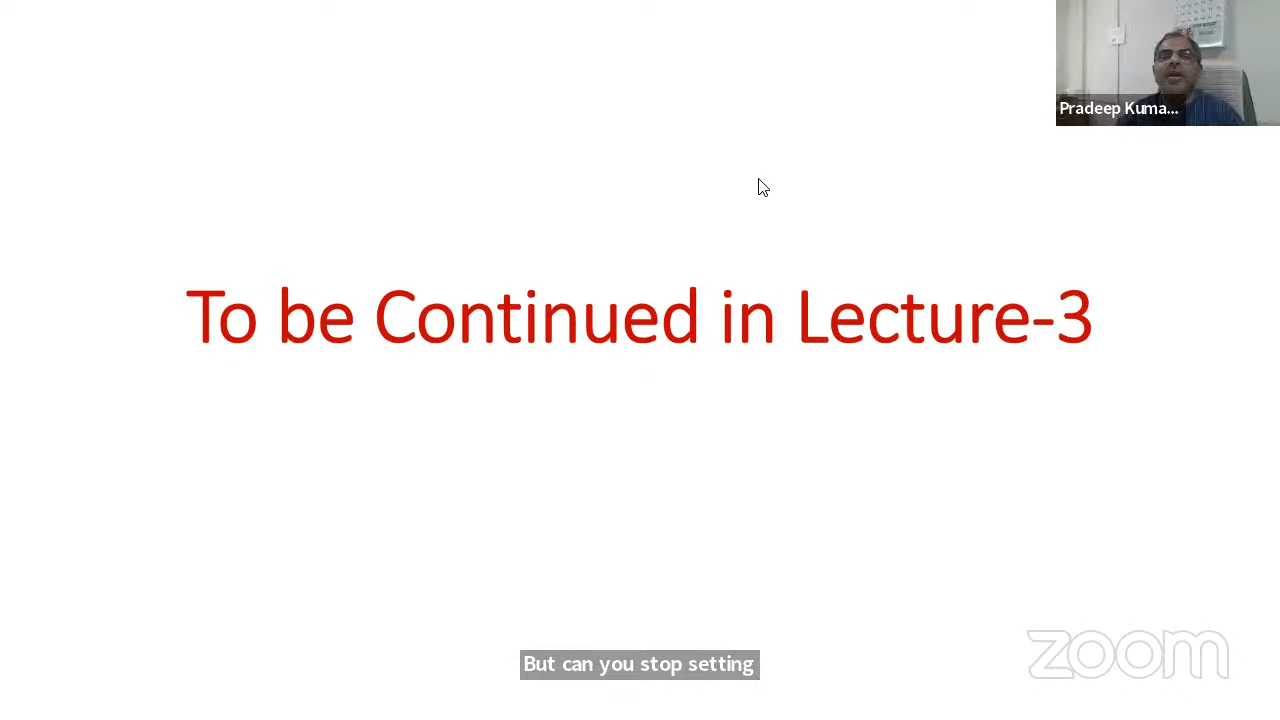 Pradeep Kuma...
To be Continued in Lecture-3
zoom
But can you stop setting